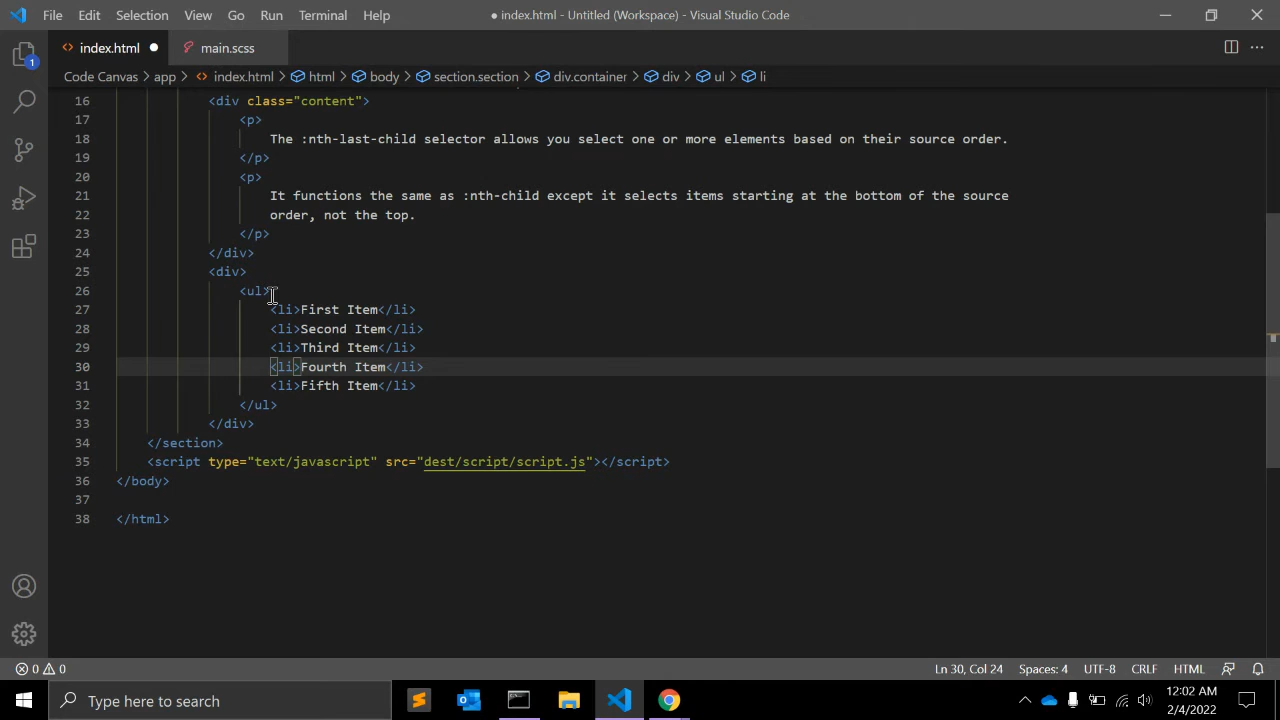 File Edit Selection View Go Run Terminal Help
● index.html - Untitled (Workspace) - Visual Studio Code
index.html ● main.scss
Code Canvas > app > index.html > html > body > section.section > div.container > div > ul > li
1
16 <div class="content">
17 <p>
18 The :nth-last-child selector allows you select one or more elements based on their source order.
19 </p>
20 <p>
21 It functions the same as :nth-child except it selects items starting at the bottom of the source
22 order, not the top.
23 </p>
24 </div>
25 <div>
26 <ul>
27 <li>First Item</li>
28 <li>Second Item</li>
29 <li>Third Item</li>
30 <li>Fourth Item</li>
31 <li>Fifth Item</li>
32 </ul>
33 </div>
34 </section>
35 <script type="text/javascript" src="dest/script/script.js"></script>
36 </body>
37
38 </html>
0 0 Ln 30, Col 24 Spaces: 4 UTF-8 CRLF HTML
Type here to search
12:02 AM
2/4/2022